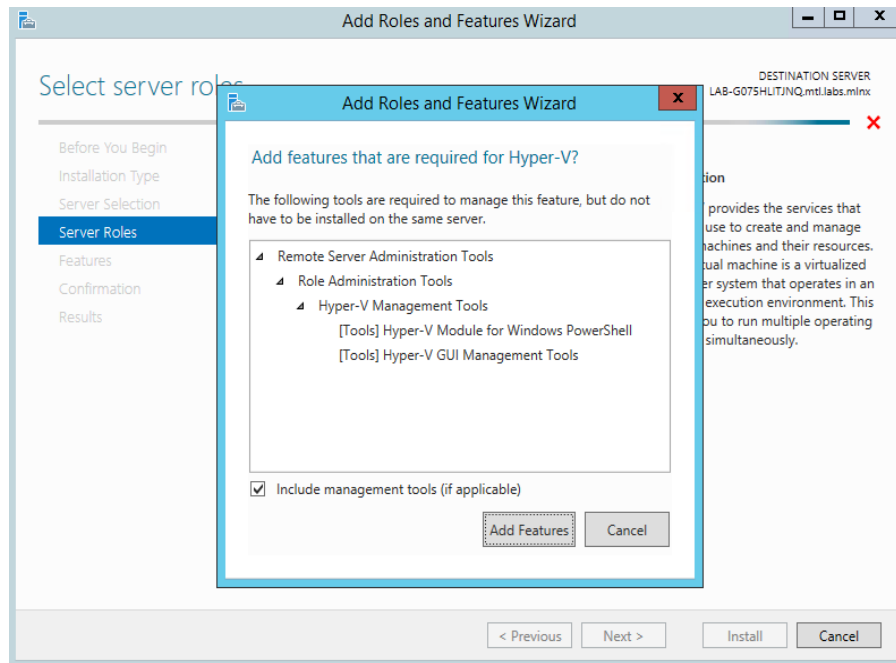 Add Roles and Features Wizard
Select server roles
DESTINATION SERVER
LAB-G075HLITJNQ.mtl.labs.mlnx
Before You Begin
Installation Type
Server Selection
Server Roles
Features
Confirmation
Results
Add Roles and Features Wizard
X
Add features that are required for Hyper-V?
The following tools are required to manage this feature, but do not
have to be installed on the same server.
Remote Server Administration Tools
Role Administration Tools
Hyper-V Management Tools
[Tools] Hyper-V Module for Windows PowerShell
[Tools] Hyper-V GUI Management Tools
Include management tools (if applicable)
Add Features
Cancel
tion
provides the services that
use to create and manage
machines and their resources.
tual machine is a virtualized
er system that operates in an
execution environment. This
ou to run multiple operating
simultaneously.
< Previous
Next >
Install
Cancel